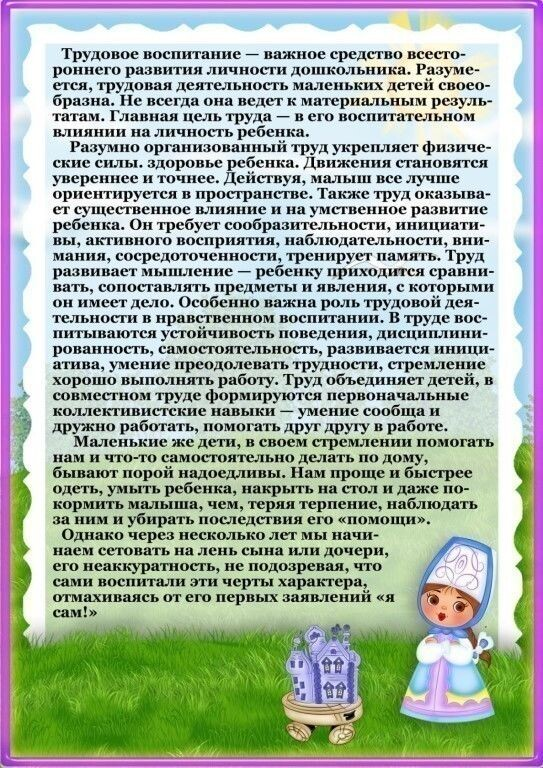 Трудовое воспитание — важное средство всесто-
роннего развития личности дошкольника. Разуме-
ется, трудовая деятельность маленьких детей своео-
бразна. Не всегда она ведет к материальным резуль-
татам. Главная цель труда — в его воспитательном
влиянии на личность ребенка.
Разумно организованный труд укрепляет физиче-
ские силы. здоровье ребенка. Движения становятся
увереннее и точнее. Действуя, малыш все лучше
ориентируется в пространстве. Также труд оказыва-
ет существенное влияние и на умственное развитие
ребенка. Он требует сообразительности, инициати-
вы, активного восприятия, наблюдательности, вни-
мания, сосредоточенности, тренирует память. Труд
развивает мышление — ребенку приходится сравни-
вать, сопоставлять предметы и явления, с которыми
он имеет дело. Особенно важна роль трудовой дея-
тельности в нравственном воспитании. В труде вос-
питываются устойчивость поведения, дисциплини-
рованность, самостоятельность, развивается иници-
атива, умение преодолевать трудности, стремление
хорошо выполнять работу. Труд объединяет детей, в
совместном труде формируются первоначальные
коллективистские навыки — умение сообща и
дружно работать, помогать друг другу в работе.
Маленькие же дети, в своем стремлении помогать
нам и что-то самостоятельно делать по дому,
бывают порой надоедливы. Нам проще и быстрее
одеть, умыть ребенка, накрыть на стол и даже по-
кормить малыша, чем, теряя терпение, наблюдать
за ним и убирать последствия его «помощи».
Однако через несколько лет мы начи-
наем сетовать на лень сына или дочери,
его неаккуратность, не подозревая, что
сами воспитали эти черты характера,
отмахиваясь от его первых заявлений «я
сам!»